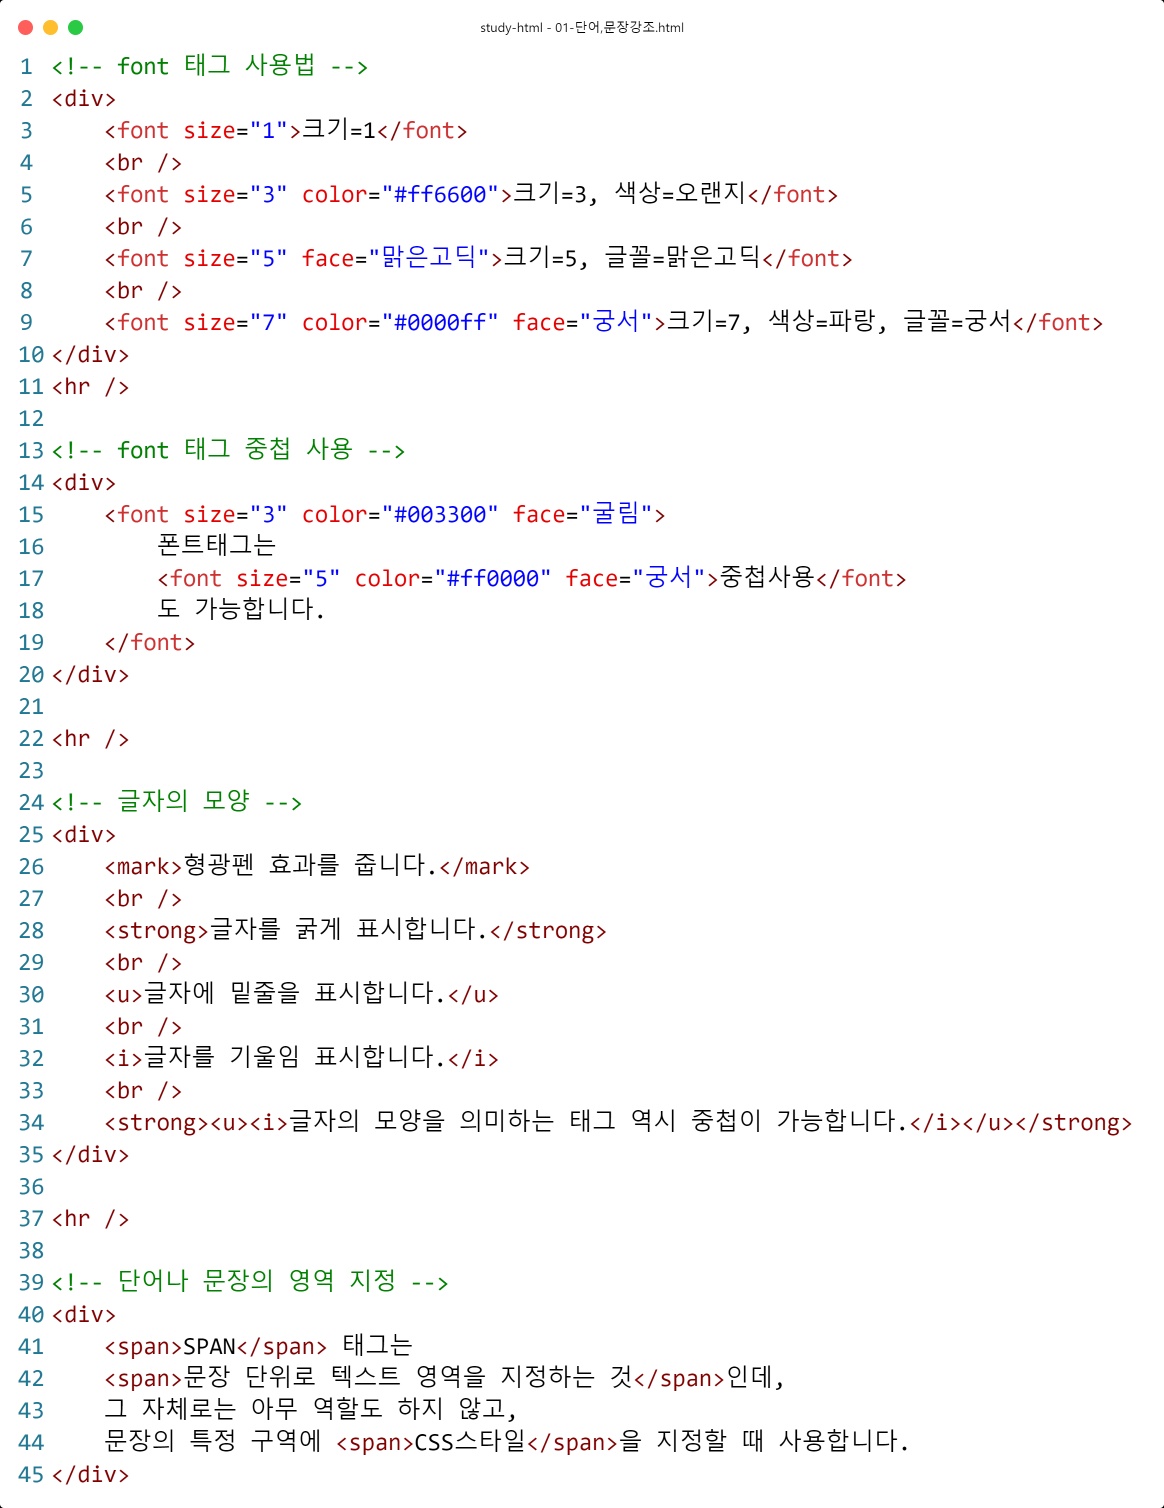 study-html - 01-단어,문장강조.html
1 <!-- font 태그 사용법 -->
2 <div>
3     <font size="1">크기=1</font>
4     <br />
5     <font size="3" color="#ff6600">크기=3, 색상=오랜지</font>
6     <br />
7     <font size="5" face="맑은고딕">크기=5, 글꼴=맑은고딕</font>
8     <br />
9     <font size="7" color="#0000ff" face="궁서">크기=7, 색상=파랑, 글꼴=궁서</font>
10 </div>
11 <hr />
12
13 <!-- font 태그 중첩 사용 -->
14 <div>
15     <font size="3" color="#003300" face="굴림">
16         폰트태그는
17         <font size="5" color="#ff0000" face="궁서">중첩사용</font>
18         도 가능합니다.
19     </font>
20 </div>
21
22 <hr />
23
24 <!-- 글자의 모양 -->
25 <div>
26     <mark>형광펜 효과를 줍니다.</mark>
27     <br />
28     <strong>글자를 굵게 표시합니다.</strong>
29     <br />
30     <u>글자에 밑줄을 표시합니다.</u>
31     <br />
32     <i>글자를 기울임 표시합니다.</i>
33     <br />
34     <strong><u><i>글자의 모양을 의미하는 태그 역시 중첩이 가능합니다.</i></u></strong>
35 </div>
36
37 <hr />
38
39 <!-- 단어나 문장의 영역 지정 -->
40 <div>
41     <span>SPAN</span> 태그는
42     <span>문장 단위로 텍스트 영역을 지정하는 것</span>인데,
43     그 자체로는 아무 역할도 하지 않고,
44     문장의 특정 구역에 <span>CSS스타일</span>을 지정할 때 사용합니다.
45 </div>